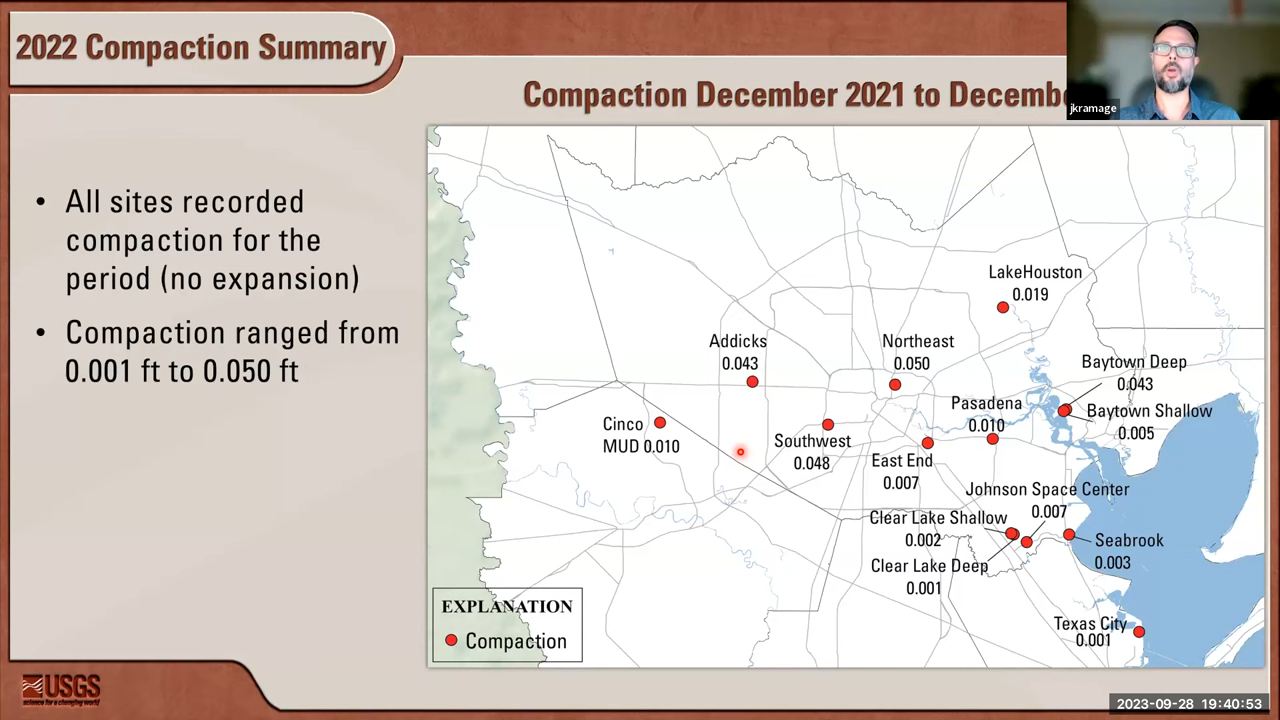 2022 Compaction Summary
Compaction December 2021 to Decemb
jkramage
• All sites recorded
compaction for the
period (no expansion)
• Compaction ranged from
0.001 ft to 0.050 ft
LakeHouston
0.019
Addicks
0.043
Northeast
0.050
Baytown Deep
0.043
Baytown Shallow
0.005
Pasadena
0.010
Cinco
MUD 0.010
Southwest
0.048
East End
0.007
Johnson Space Center
0.007
Clear Lake Shallow
0.002
Clear Lake Deep
0.001
Seabrook
0.003
Texas City
0.001
EXPLANATION
Compaction
USGS
science for a changing world
2023-09-28 19:40:53